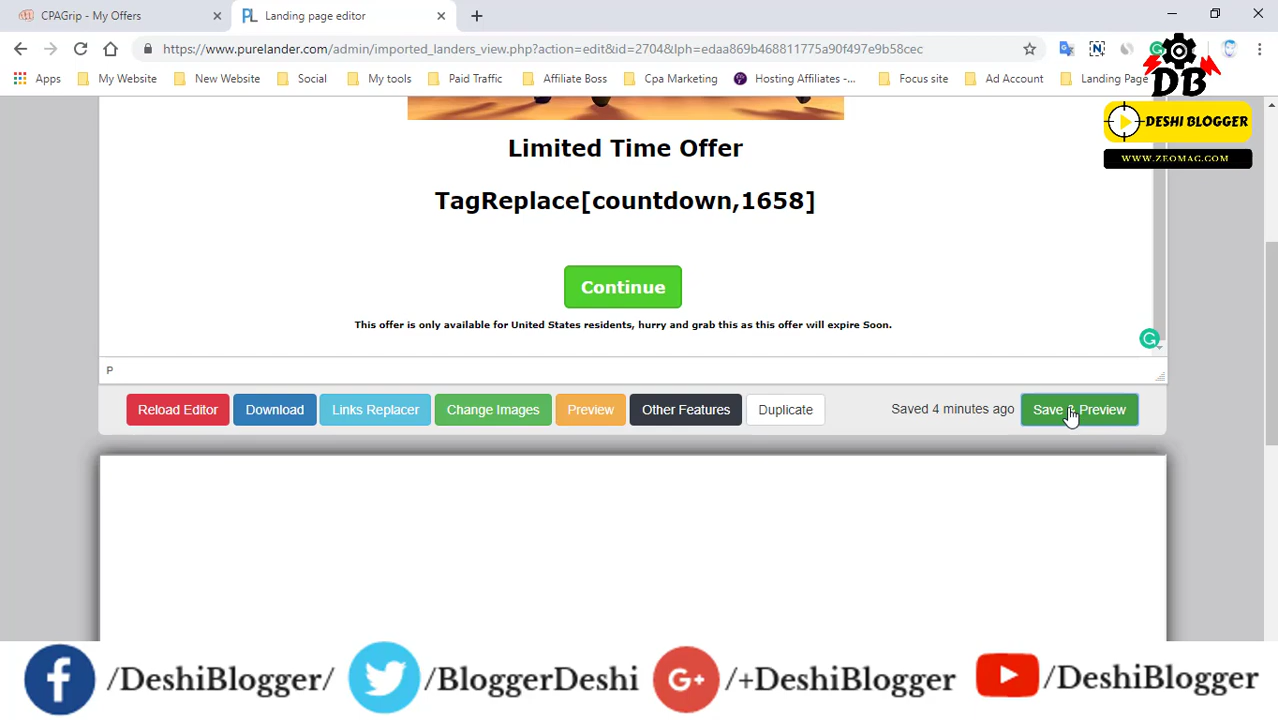 CPAGrip - My Offers
PL Landing page editor
https://www.purelander.com/admin/imported_landers_view.php?action=edit&id=2704&lph=edaa869b468811775a90f497e9b58cec
Apps My Website New Website Social My tools Paid Traffic Affiliate Boss Cpa Marketing Hosting Affiliates -... Focus site Ad Account Landing Page
DB
DESHI BLOGGER
WWW.ZEOMAG.COM
Limited Time Offer
TagReplace[countdown,1658]
Continue
This offer is only available for United States residents, hurry and grab this as this offer will expire Soon.
P
Reload Editor Download Links Replacer Change Images Preview Other Features Duplicate Saved 4 minutes ago Save & Preview
/DeshiBlogger/ /BloggerDeshi G+ /+DeshiBlogger /DeshiBlogger